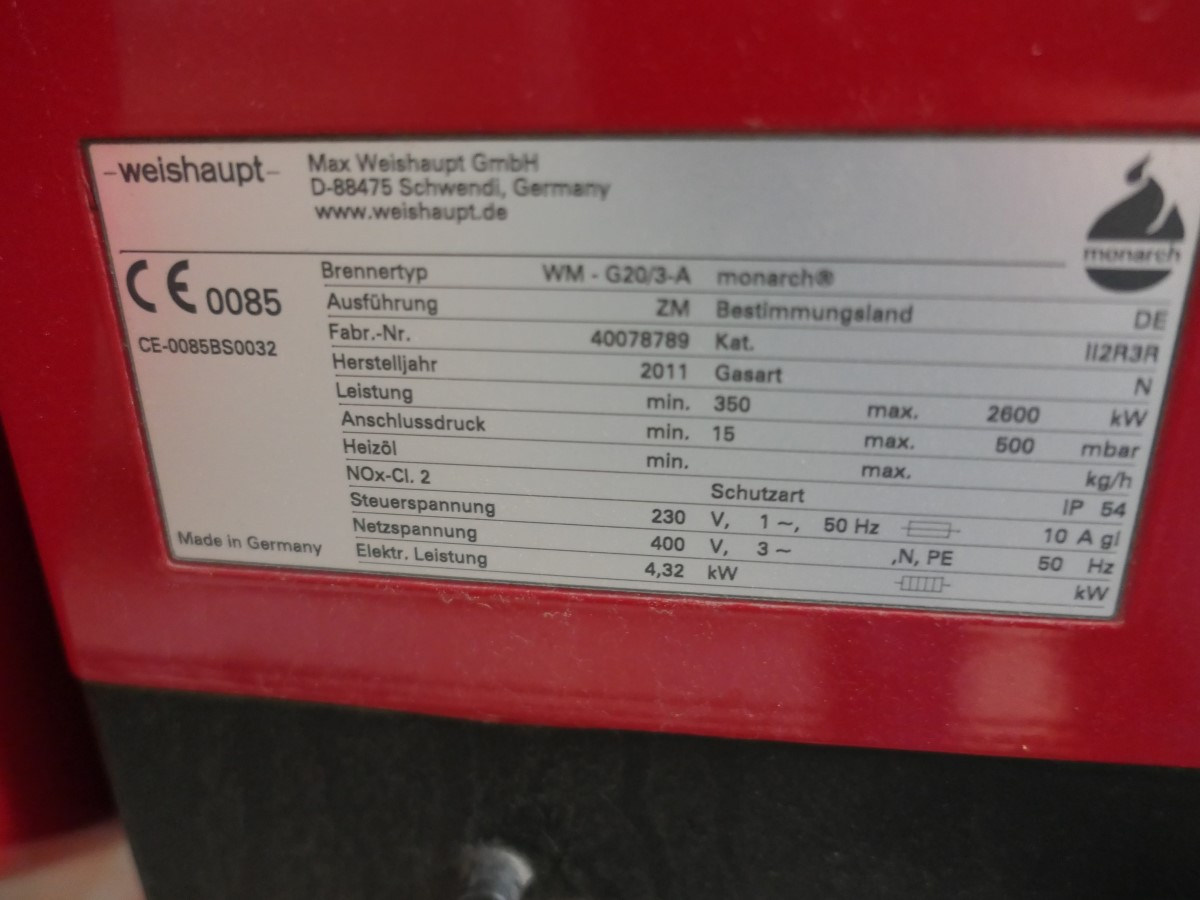 -weishaupt-
Max Weishaupt GmbH
D-88475 Schwendi, Germany
www.weishaupt.de
monarch
CE 0085
CE-0085BS0032
Brennertyp WM - G20/3-A monarch®
Ausführung ZM Bestimmungsland DE
Fabr.-Nr. 40078789 Kat. II2R3R
Herstelljahr 2011 Gasart N
Leistung min. 350 max. 2600 kW
Anschlussdruck min. 15 max. 500 mbar
Heizöl min. max. kg/h
NOx-Cl. 2 Schutzart IP 54
Steuerspannung 230 V, 1 ~, 50 Hz 10 A gl
Netzspannung 400 V, 3 ~ ,N, PE 50 Hz
Elektr. Leistung 4,32 kW kW
Made in Germany